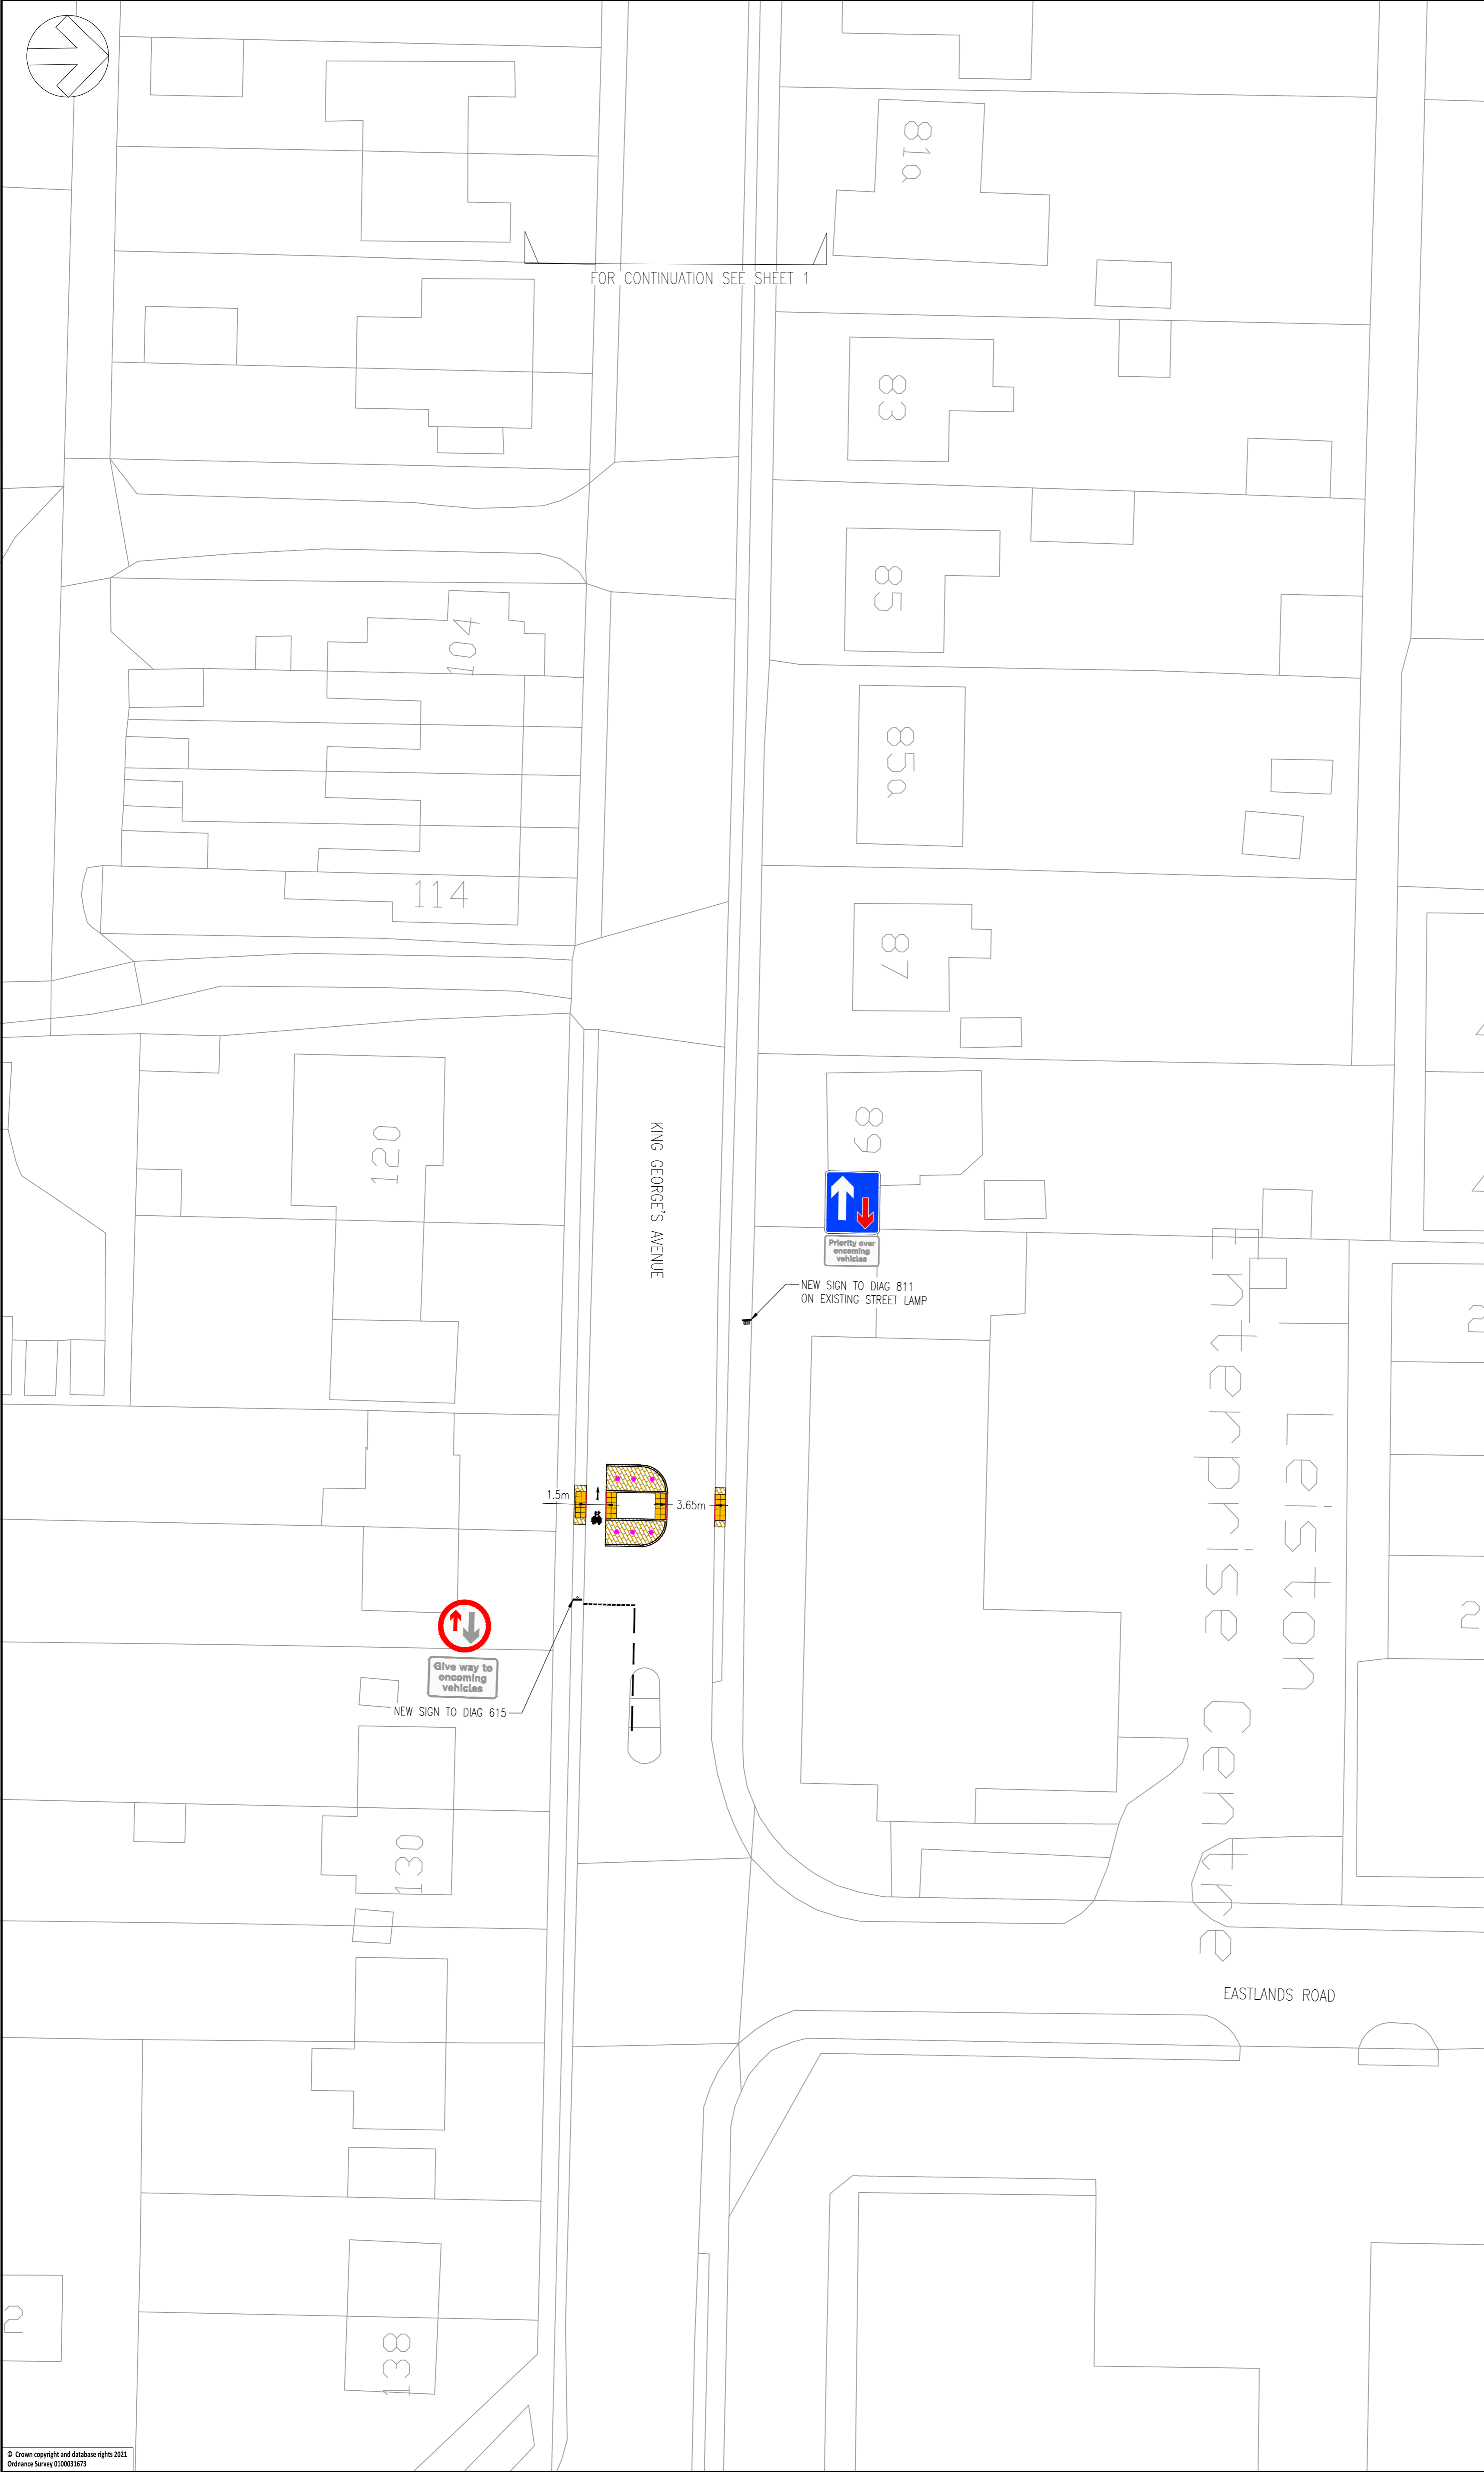 81a
FOR CONTINUATION SEE SHEET 1
83
85
104
85a
114
87
KING GEORGE'S AVENUE
89
120
Priority over
oncoming
vehicles
NEW SIGN TO DIAG 811
ON EXISTING STREET LAMP
Leiston
Enterprise Centre
1.5m
3.65m
Give way to
oncoming
vehicles
NEW SIGN TO DIAG 615
130
EASTLANDS ROAD
138
2
2
2
© Crown copyright and database rights 2021
Ordnance Survey 0100031673